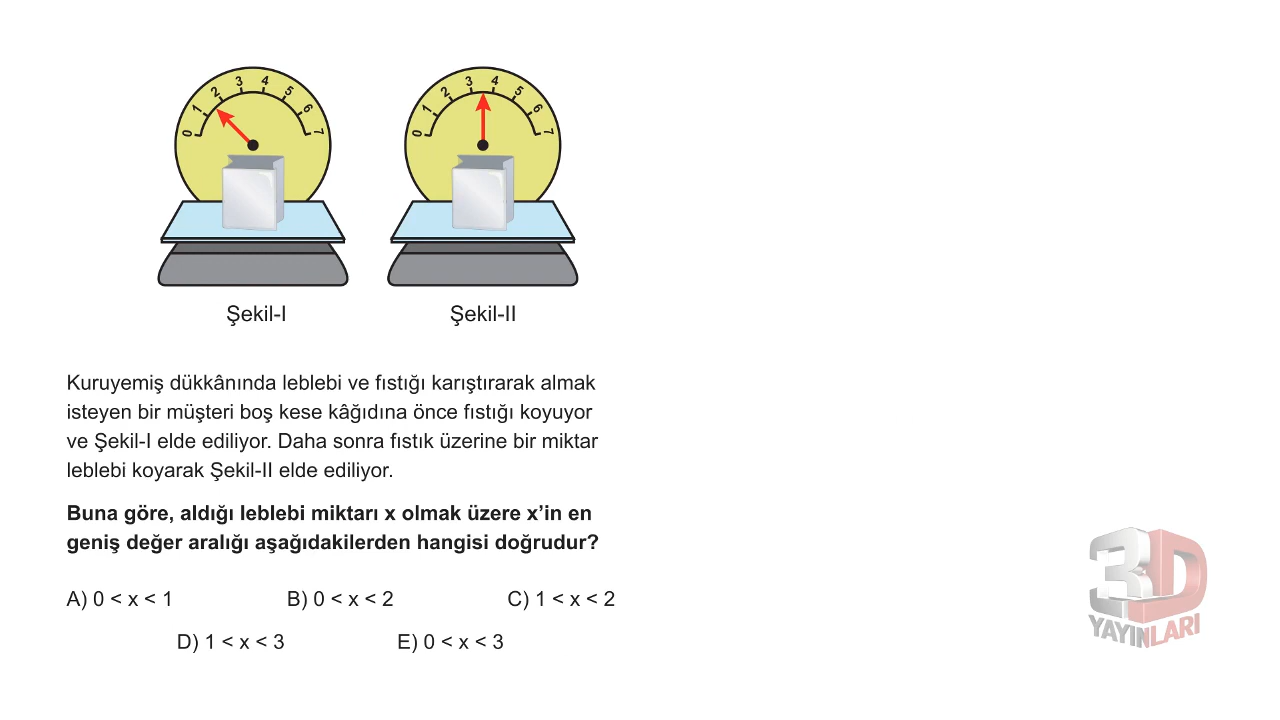 0 1 2 3 4 5 6 7
0 1 2 3 4 5 6 7
Şekil-I
Şekil-II
Kuruyemiş dükkânında leblebi ve fıstığı karıştırarak almak
isteyen bir müşteri boş kese kâğıdına önce fıstığı koyuyor
ve Şekil-I elde ediliyor. Daha sonra fıstık üzerine bir miktar
leblebi koyarak Şekil-II elde ediliyor.
Buna göre, aldığı leblebi miktarı x olmak üzere x’in en
geniş değer aralığı aşağıdakilerden hangisi doğrudur?
A) 0 < x < 1 B) 0 < x < 2 C) 1 < x < 2
D) 1 < x < 3 E) 0 < x < 3
3D
YAYINLARI